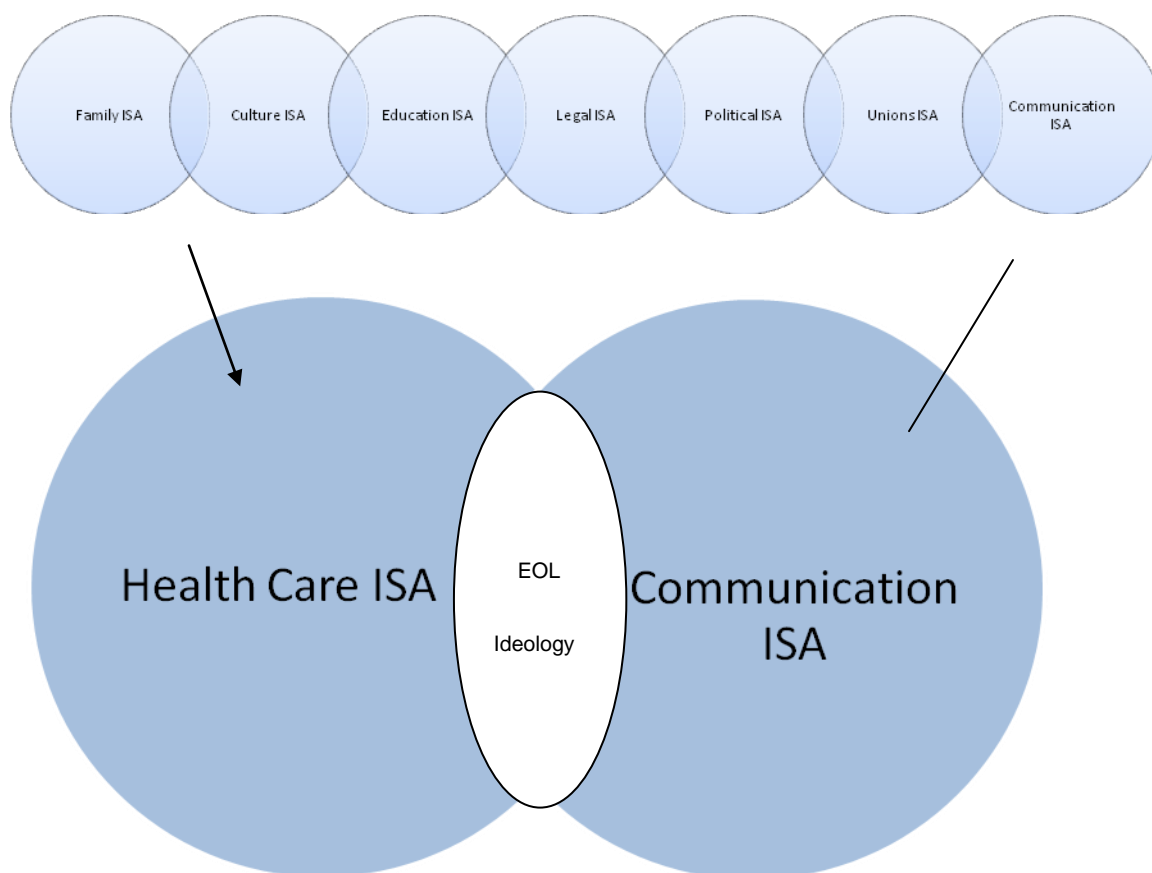 Family ISA
Culture ISA
Education ISA
Legal ISA
Political ISA
Unions ISA
Communication
ISA
Health Care ISA
EOL
Ideology
Communication
ISA